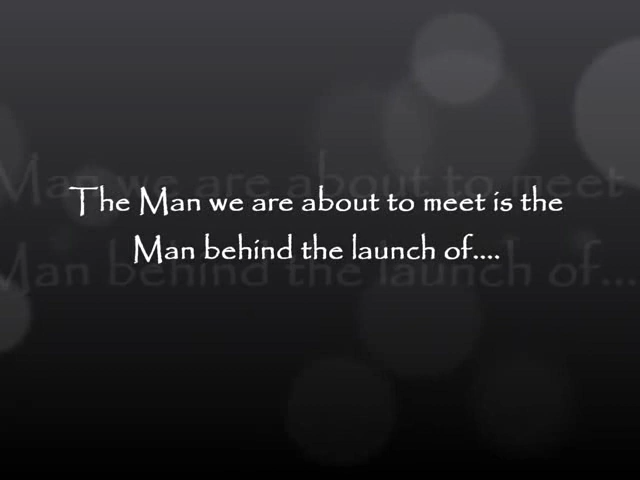 The Man we are about to meet is the
Man behind the launch of....